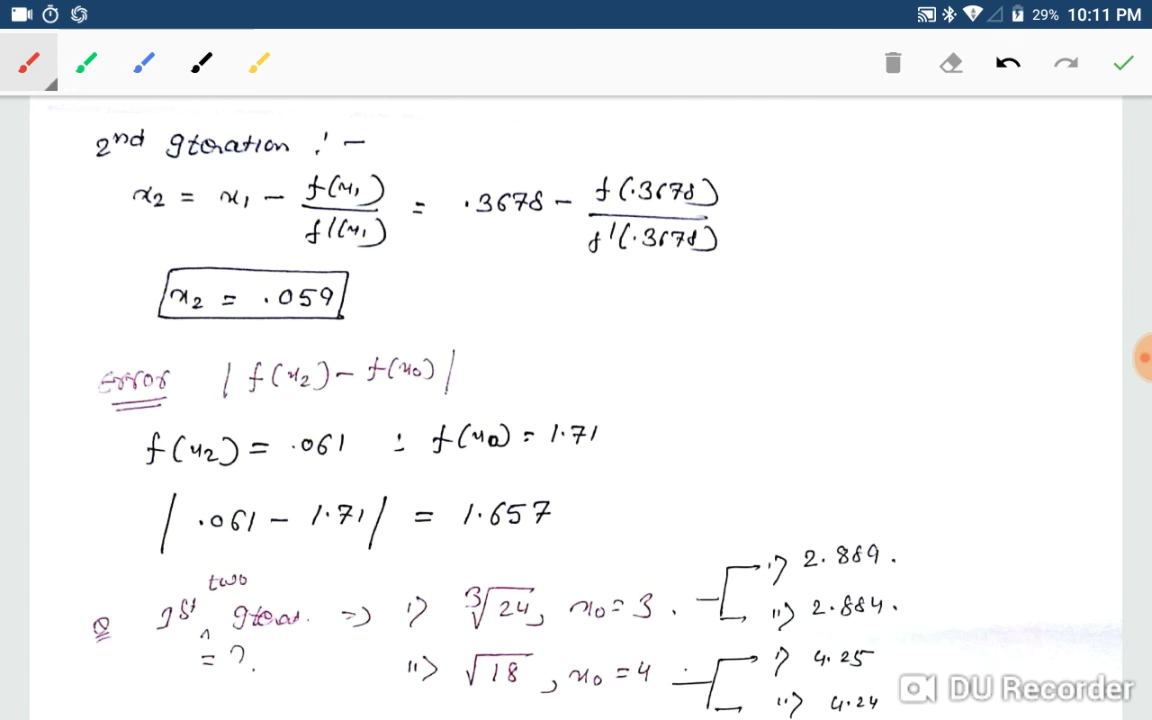 29% 10:11 PM
2nd Iteration :-
x₂ = x₁ - f(x₁)/f'(x₁) = .3678 - f(.3678)/f'(.3678)
x₂ = .059
Error |f(x₂) - f(x₀)|
f(x₂) = .061 ; f(x₀) = 1.71
|.061 - 1.71| = 1.657
Q 1st two Iterat. => i) ∛24, x₀ = 3. i) 2.889. ii) 2.884.
= ?. ii) √18, x₀ = 4 i) 4.25 ii) 4.24
DU Recorder